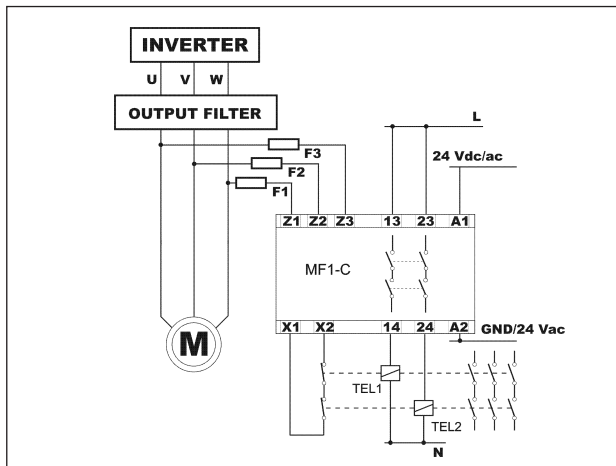 INVERTER
U V W
OUTPUT FILTER
L
F3
24 Vdc/ac
F2
F1
Z1 Z2 Z3 13 23 A1
MF1-C
X1 X2 14 24 A2
GND/24 Vac
M
TEL1
TEL2
N